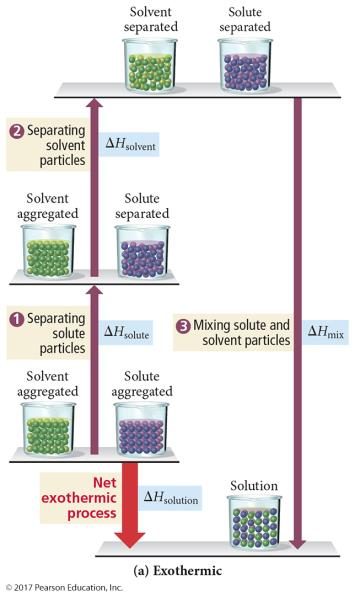 Solvent
separated
Solute
separated
2 Separating
solvent
particles
ΔHsolvent
Solvent
aggregated
Solute
separated
1 Separating
solute
particles
ΔHsolute
3 Mixing solute and
solvent particles
ΔHmix
Solvent
aggregated
Solute
aggregated
Net
exothermic
process
ΔHsolution
Solution
(a) Exothermic
© 2017 Pearson Education, Inc.